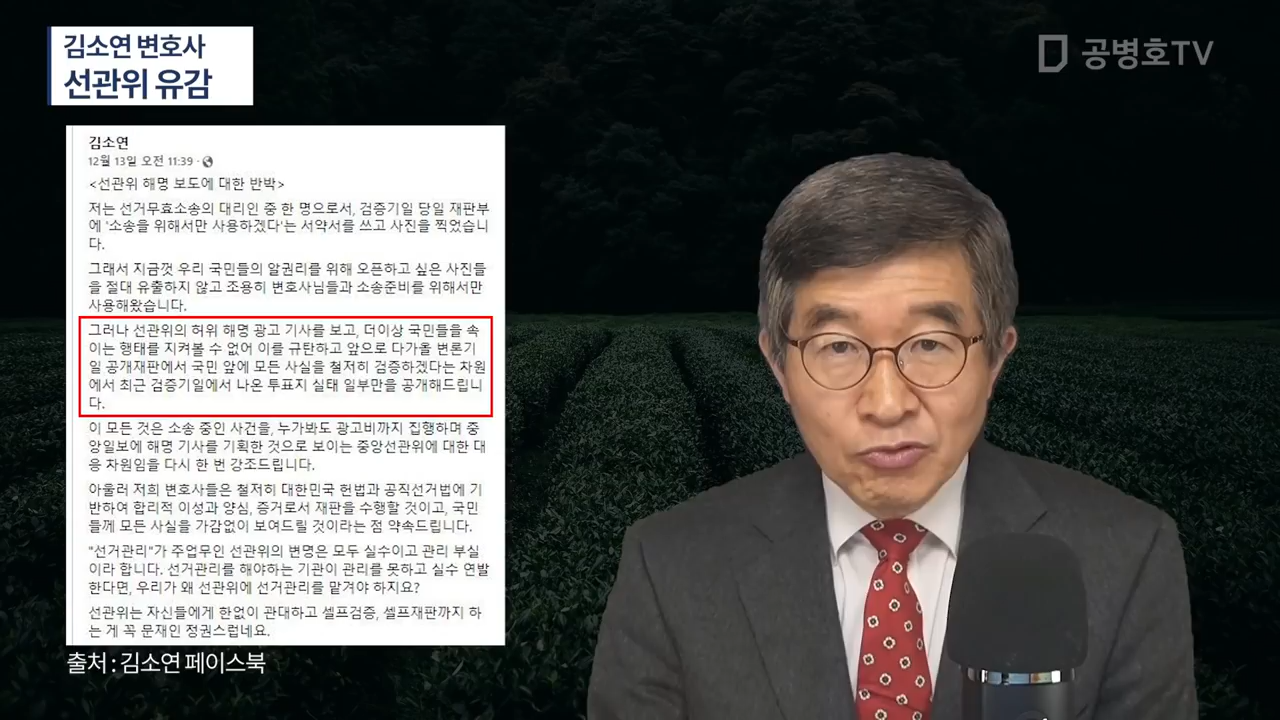 김소연 변호사
선관위 유감
공병호TV
김소연
12월 13일 오전 11:39 ·
<선관위 해명 보도에 대한 반박>
저는 선거무효소송의 대리인 중 한 명으로서, 검증기일 당일 재판부
에 '소송을 위해서만 사용하겠다'는 서약서를 쓰고 사진을 찍었습니
다.
그래서 지금껏 우리 국민들의 알권리를 위해 오픈하고 싶은 사진들
을 절대 유출하지 않고 조용히 변호사님들과 소송준비를 위해서만
사용해왔습니다.
그러나 선관위의 허위 해명 광고 기사를 보고, 더이상 국민들을 속
이는 행태를 지켜볼 수 없어 이를 규탄하고 앞으로 다가올 변론기
일 공개재판에서 국민 앞에 모든 사실을 철저히 검증하겠다는 차원
에서 최근 검증기일에서 나온 투표지 실태 일부만을 공개해드립니
다.
이 모든 것은 소송 중인 사건을, 누가봐도 광고비까지 집행하며 중
앙일보에 해명 기사를 기획한 것으로 보이는 중앙선관위에 대한 대
응 차원임을 다시 한 번 강조드립니다.
아울러 저희 변호사들은 철저히 대한민국 헌법과 공직선거법에 기
반하여 합리적 이성과 양심, 증거로서 재판을 수행할 것이고, 국민
들께 모든 사실을 가감없이 보여드릴 것이라는 점 약속드립니다.
"선거관리"가 주업무인 선관위의 변명은 모두 실수이고 관리 부실
이라 합니다. 선거관리를 해야하는 기관이 관리를 못하고 실수 연발
한다면, 우리가 왜 선관위에 선거관리를 맡겨야 하지요?
선관위는 자신들에게 한없이 관대하고 셀프검증, 셀프재판까지 하
는 게 꼭 문재인 정권스럽네요.
출처 : 김소연 페이스북